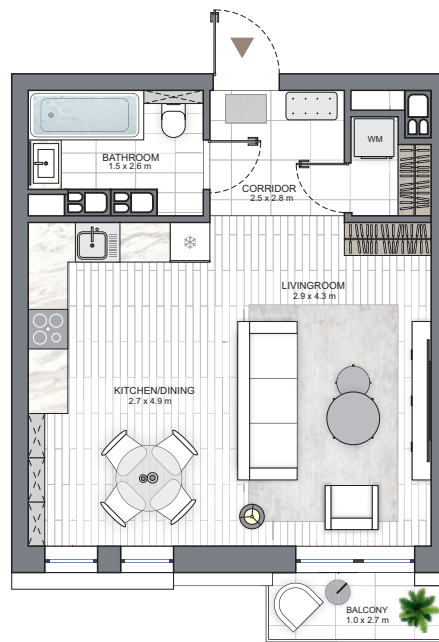 WM
BATHROOM
1.5 x 2.6 m
CORRIDOR
2.5 x 2.8 m
LIVINGROOM
2.9 x 4.3 m
KITCHEN/DINING
2.7 x 4.9 m
BALCONY
1.0 x 2.7 m